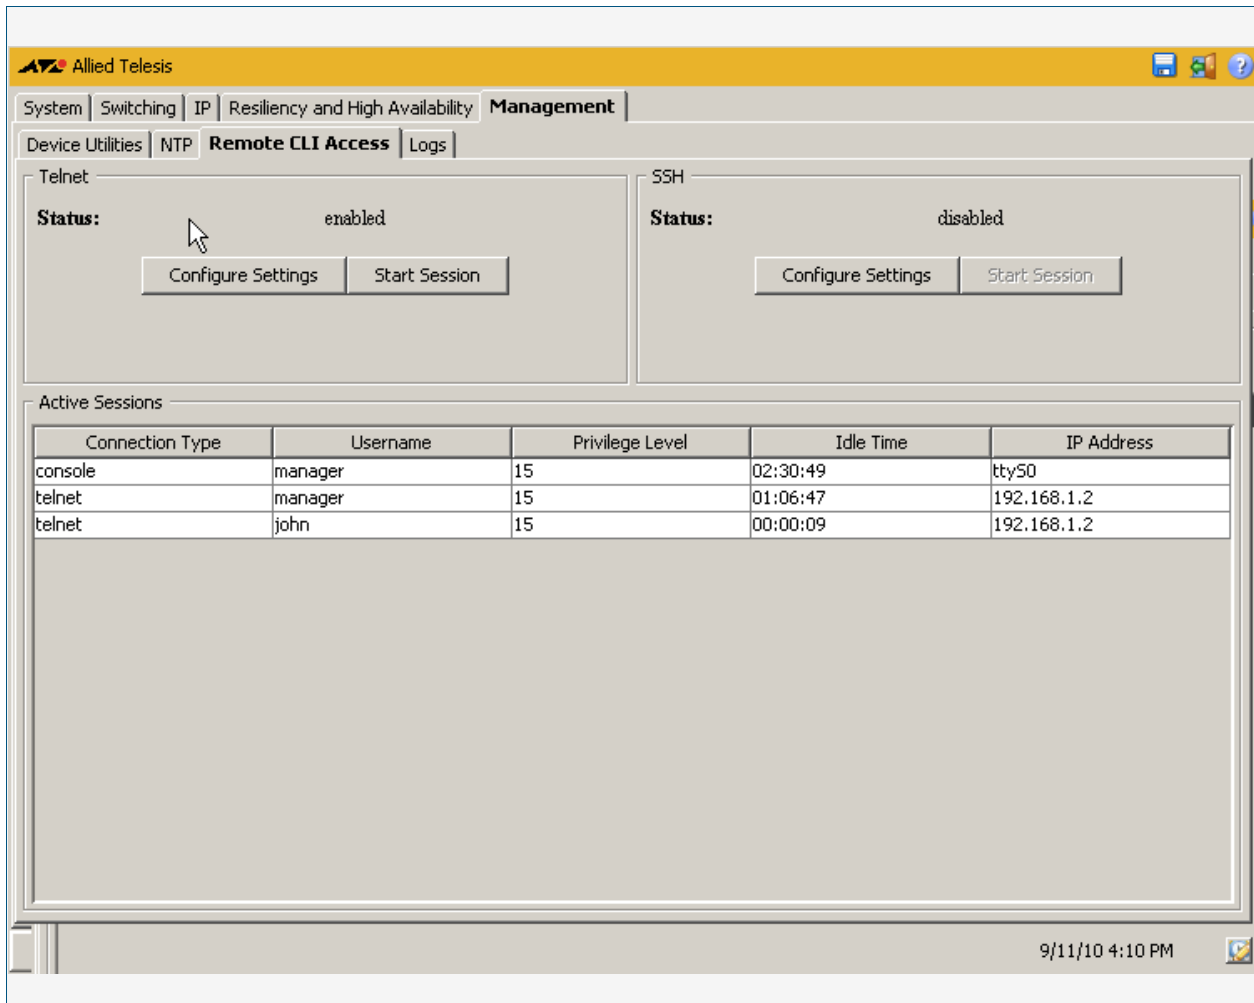 Allied Telesis
System Switching IP Resiliency and High Availability Management
Device Utilities NTP Remote CLI Access Logs
Telnet
Status: enabled
Configure Settings Start Session
SSH
Status: disabled
Configure Settings Start Session
Active Sessions
Connection Type Username Privilege Level Idle Time IP Address
console manager 15 02:30:49 ttyS0
telnet manager 15 01:06:47 192.168.1.2
telnet john 15 00:00:09 192.168.1.2
9/11/10 4:10 PM